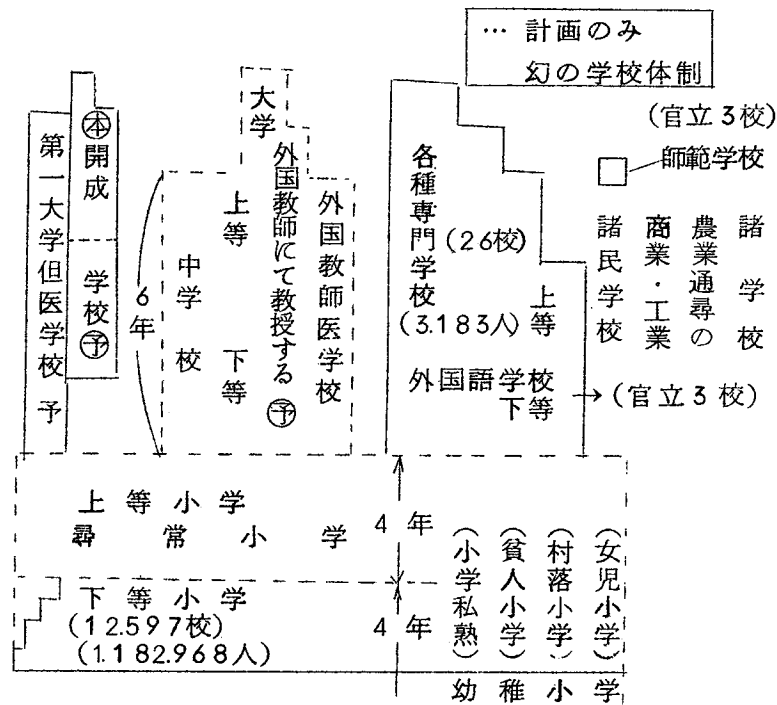 … 計画のみ
幻の学校体制
(官立3校)
師範学校
諸学校
農業通尋の
商業・工業
諸民学校
各種専門学校
(26校)
(3.183人)
上等
外国語学校
下等
→(官立3校)
大学
外国教師にて教授する㋵
外国教師医学校
上等
下等
中学校
6年
㊍開成
学校㋵
第一大学但医学校 予
上等小学
尋常小学
4年
下等小学
(12.597校)
(1.182.968人)
4年
(女児小学)
(村落小学)
(貧人小学)
(小学私熟)
幼稚小学